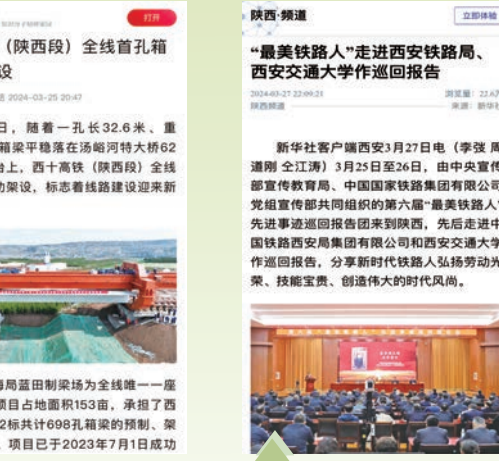 打开
(陕西段)全线首孔箱
设
2024-03-25 20:47
日,随着一孔长32.6米、重
箱梁平稳落在汤峪河特大桥62
台上,西十高铁(陕西段)全线
功架设,标志着线路建设迎来新
局蓝田制梁场为全线唯一一座
项目占地面积153亩,承担了西
2标共计698孔箱梁的预制、架
项目已于2023年7月1日成功
陕西·频道
立即体验
“最美铁路人”走进西安铁路局、
西安交通大学作巡回报告
2024-03-27 22:09:21
浏览量:22.6万
陕西频道
来源:新华社
新华社客户端西安3月27日电(李弢 周
道刚 仝江涛)3月25日至26日,由中央宣传
部宣传教育局、中国国家铁路集团有限公司
党组宣传部共同组织的第六届“最美铁路人”
先进事迹巡回报告团来到陕西,先后走进中
国铁路西安局集团有限公司和西安交通大学
作巡回报告,分享新时代铁路人弘扬劳动光
荣、技能宝贵、创造伟大的时代风尚。